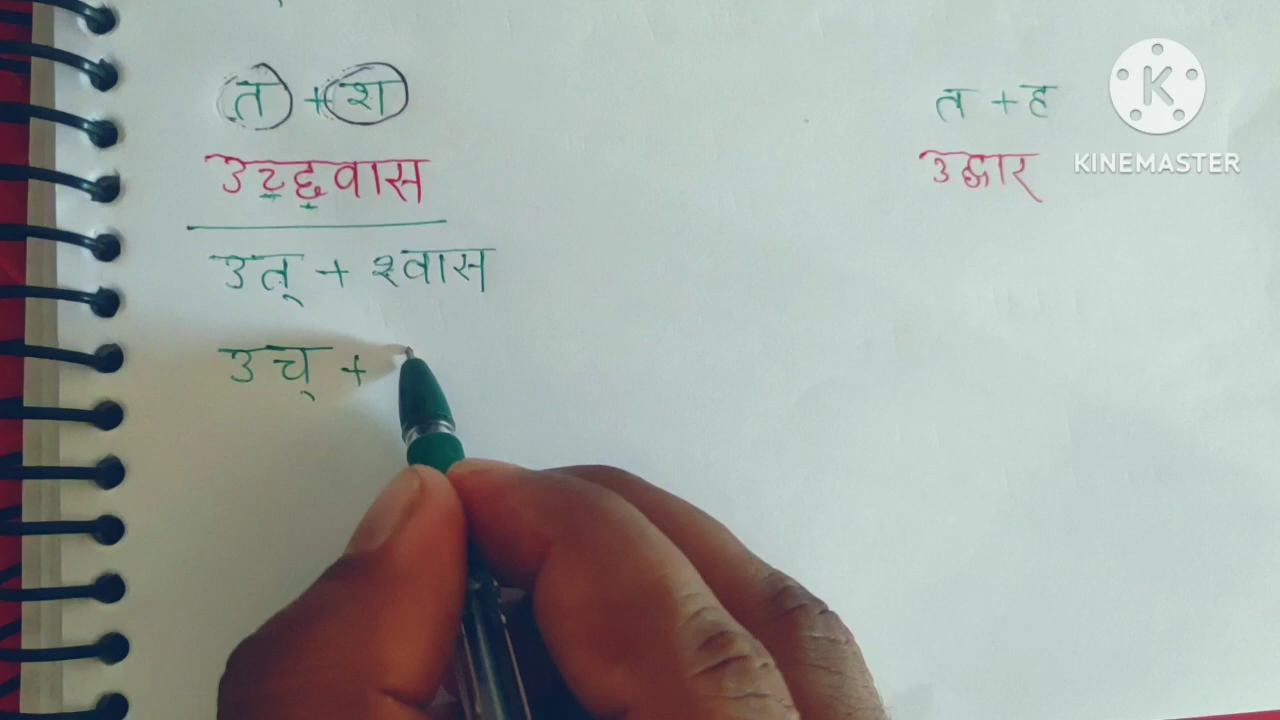 त + श
उच्छ्वास
उत् + श्वास
उच् +
त + ह
उद्धार
KINEMASTER